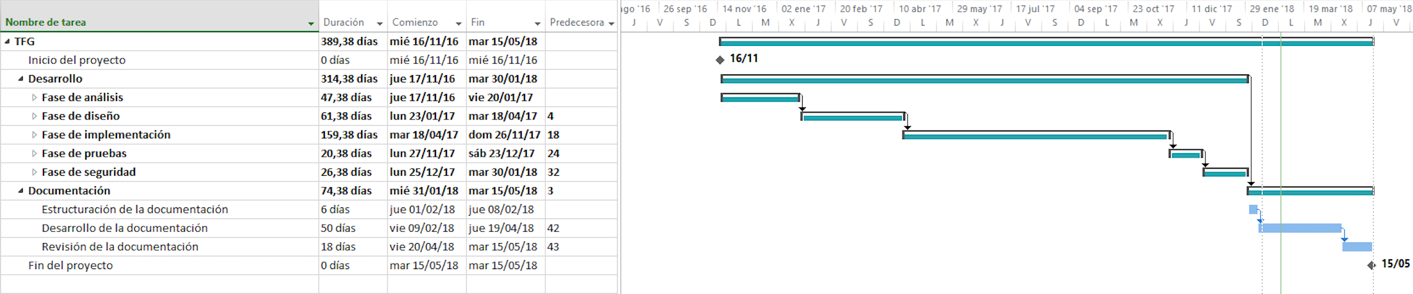 Nombre de tarea Duración Comienzo Fin Predecesora
TFG 389,38 días mié 16/11/16 mar 15/05/18
Inicio del proyecto 0 días mié 16/11/16 mié 16/11/16
Desarrollo 314,38 días jue 17/11/16 mar 30/01/18
Fase de análisis 47,38 días jue 17/11/16 vie 20/01/17
Fase de diseño 61,38 días lun 23/01/17 mar 18/04/17 4
Fase de implementación 159,38 días mar 18/04/17 dom 26/11/17 18
Fase de pruebas 20,38 días lun 27/11/17 sáb 23/12/17 24
Fase de seguridad 26,38 días lun 25/12/17 mar 30/01/18 32
Documentación 74,38 días mié 31/01/18 mar 15/05/18 3
Estructuración de la documentación 6 días jue 01/02/18 jue 08/02/18
Desarrollo de la documentación 50 días vie 09/02/18 jue 19/04/18 42
Revisión de la documentación 18 días vie 20/04/18 mar 15/05/18 43
Fin del proyecto 0 días mar 15/05/18 mar 15/05/18
go '16 26 sep '16 14 nov '16 02 ene '17 20 feb '17 10 abr '17 29 may '17 17 jul '17 04 sep '17 23 oct '17 11 dic '17 29 ene '18 19 mar '18 07 may '18
J V S D L M X J V S D L M X J V S D L M X J V S D L M X
16/11
15/05